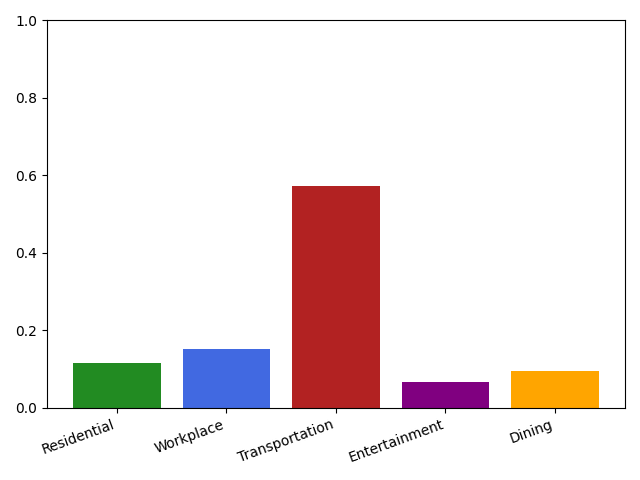 1.0
0.8
0.6
0.4
0.2
0.0
Residential
Workplace
Transportation
Entertainment
Dining